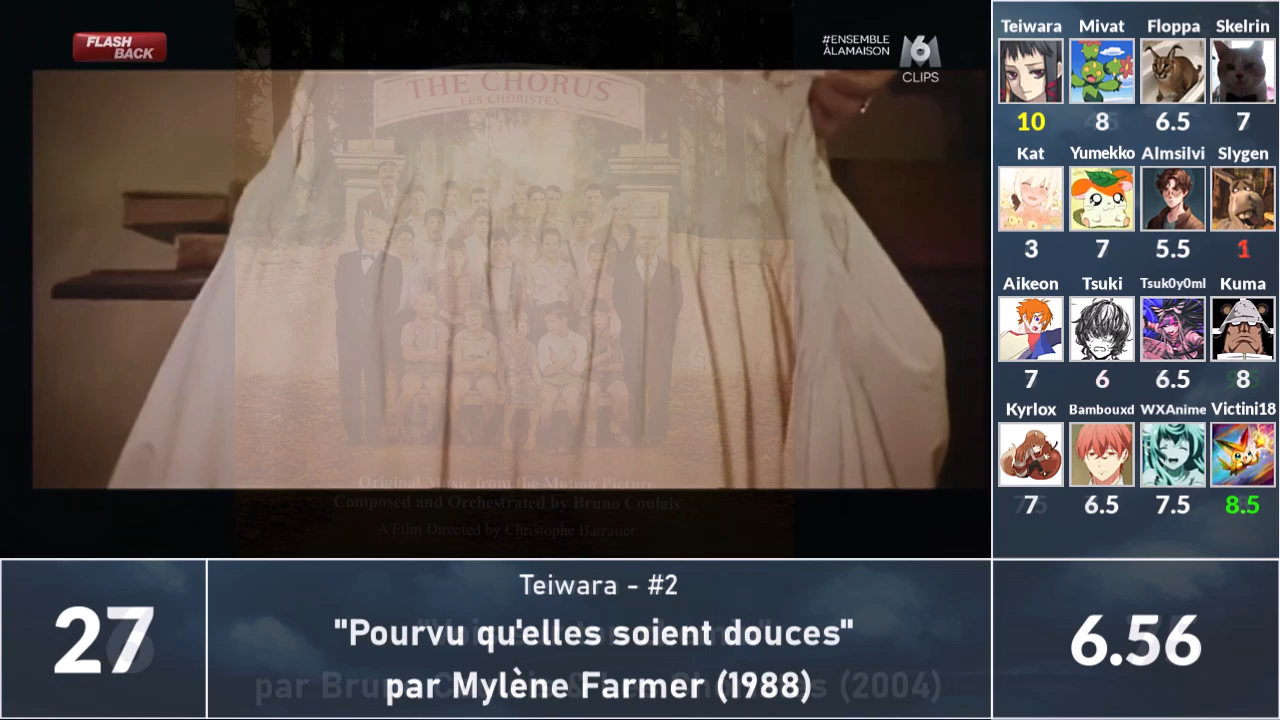 FLASH
BACK
#ENSEMBLE
ÀLAMAISON
M6
CLIPS
THE CHORUS
LES CHORISTES
Original Music from the Motion Picture
Composed and Orchestrated by Bruno Coulais
A Film Directed by Christophe Barratier
Teiwara Mivat Floppa Skelrin
10 8 6.5 7
Kat Yumekko Almsilvi Slygen
3 7 5.5 1
Aikeon Tsuki Tsuk0y0ml Kuma
7 6 6.5 8
Kyrlox Bambouxd WXAnime Victini18
7 6.5 7.5 8.5
27
Teiwara - #2
"Pourvu qu'elles soient douces"
par Mylène Farmer (1988)
6.56